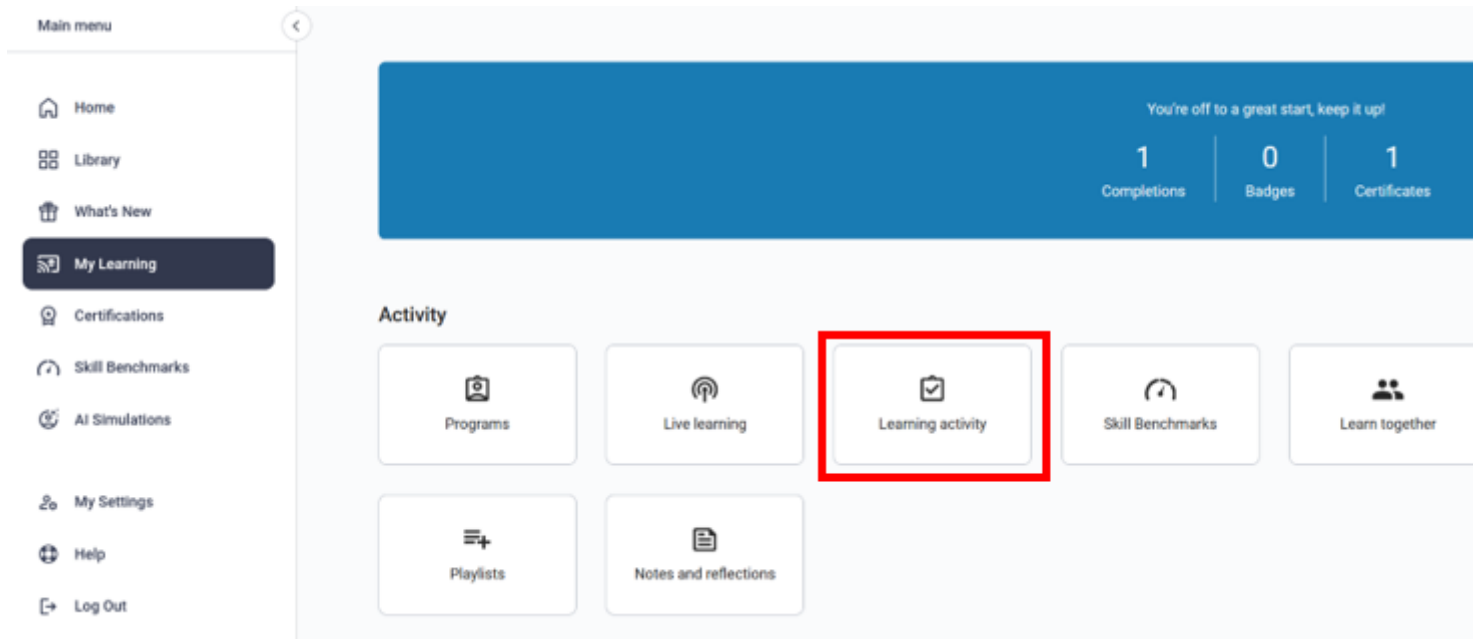 Main menu
Home
Library
What's New
My Learning
Certifications
Skill Benchmarks
AI Simulations
My Settings
Help
Log Out
You're off to a great start, keep it up!
1 0 1
Completions Badges Certificates
Activity
Programs Live learning Learning activity Skill Benchmarks Learn together
Playlists Notes and reflections